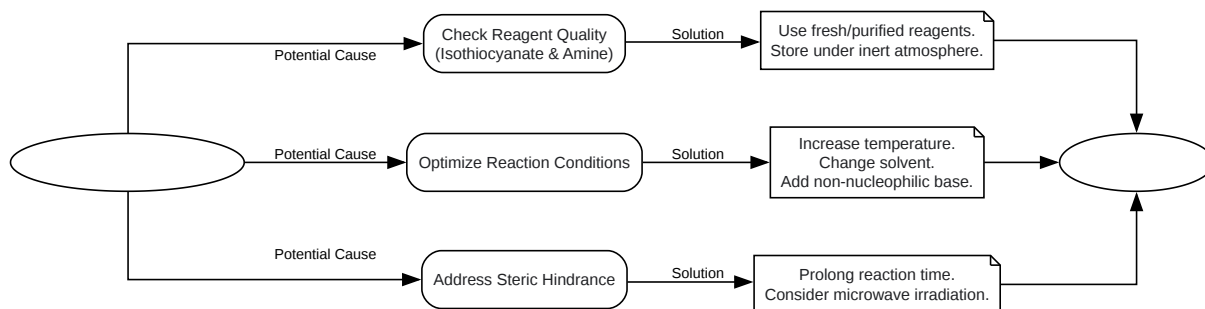 Potential Cause
Check Reagent Quality
(Isothiocyanate & Amine)
Solution
Use fresh/purified reagents.
Store under inert atmosphere.
Potential Cause
Optimize Reaction Conditions
Solution
Increase temperature.
Change solvent.
Add non-nucleophilic base.
Potential Cause
Address Steric Hindrance
Solution
Prolong reaction time.
Consider microwave irradiation.